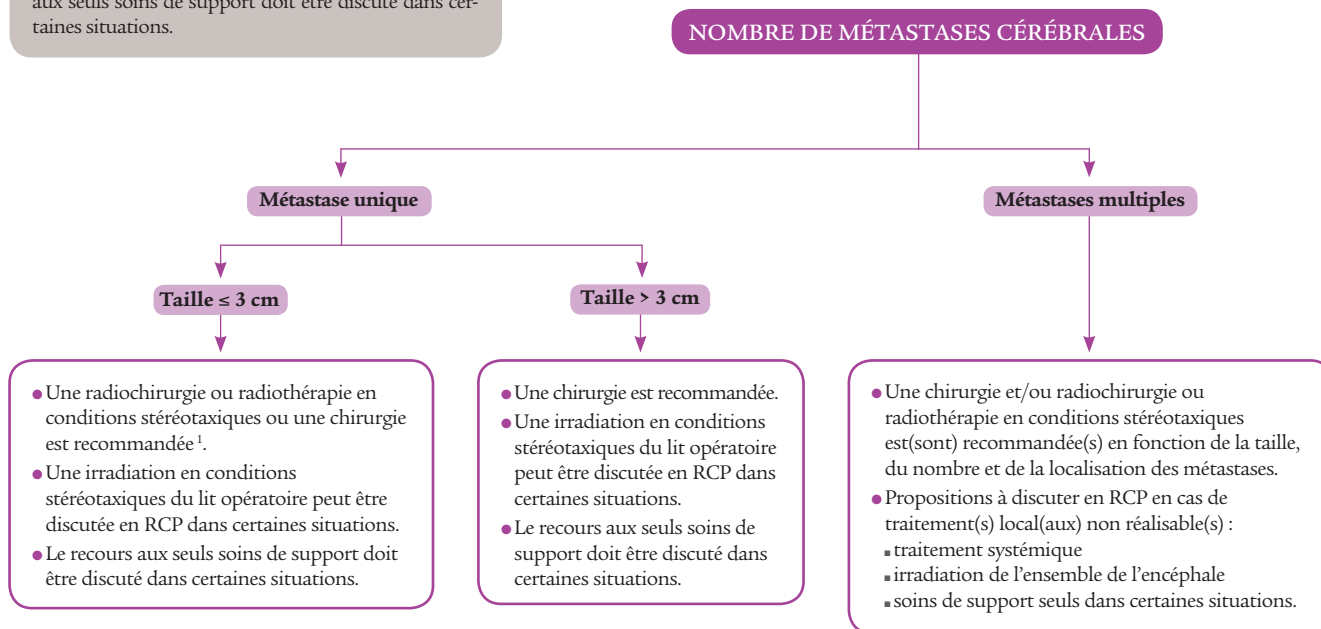 aux seuls soins de support doit être discuté dans cer-
taines situations.
NOMBRE DE MÉTASTASES CÉRÉBRALES
Métastase unique
Métastases multiples
Taille ≤ 3 cm
Taille > 3 cm
● Une radiochirurgie ou radiothérapie en
conditions stéréotaxiques ou une chirurgie
est recommandée ¹.
● Une irradiation en conditions
stéréotaxiques du lit opératoire peut être
discutée en RCP dans certaines situations.
● Le recours aux seuls soins de support doit
être discuté dans certaines situations.
● Une chirurgie est recommandée.
● Une irradiation en conditions
stéréotaxiques du lit opératoire
peut être discutée en RCP dans
certaines situations.
● Le recours aux seuls soins de
support doit être discuté dans
certaines situations.
● Une chirurgie et/ou radiochirurgie ou
radiothérapie en conditions stéréotaxiques
est(sont) recommandée(s) en fonction de la taille,
du nombre et de la localisation des métastases.
● Propositions à discuter en RCP en cas de
traitement(s) local(aux) non réalisable(s) :
■ traitement systémique
■ irradiation de l'ensemble de l'encéphale
■ soins de support seuls dans certaines situations.